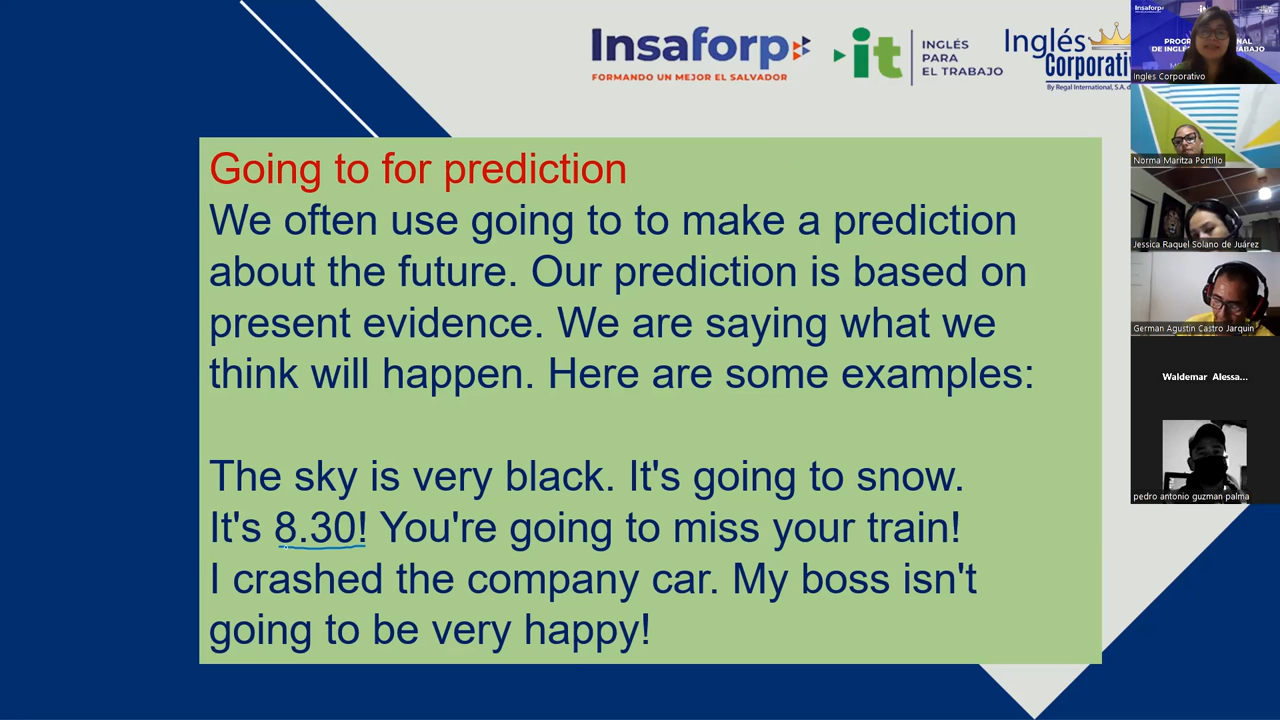 Insaforp
FORMANDO UN MEJOR EL SALVADOR
it
INGLÉS
PARA
EL TRABAJO
Inglés
Corporativ
By Regal International, S.A. d
Going to for prediction
We often use going to to make a prediction
about the future. Our prediction is based on
present evidence. We are saying what we
think will happen. Here are some examples:
The sky is very black. It's going to snow.
It's 8.30! You're going to miss your train!
I crashed the company car. My boss isn't
going to be very happy!
Insaforp
Ingles Corporativo
Norma Maritza Portillo
Jessica Raquel Solano de Juárez
German Agustin Castro Jarquin
Waldemar Alessa...
pedro antonio guzman palma